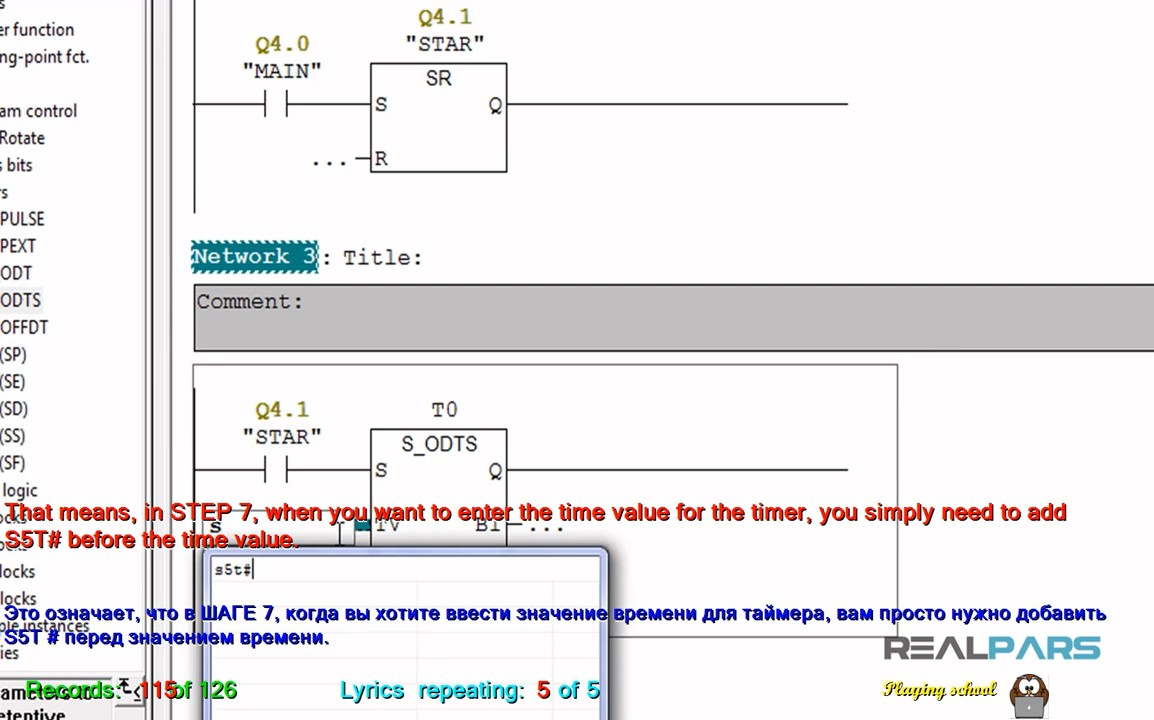 er function
ng-point fct.
am control
Rotate
s bits
rs
PULSE
PEXT
ODT
ODTS
OFFDT
(SP)
(SE)
(SD)
(SS)
(SF)
logic
locks
locks
ies
Q4.1
"STAR"
Q4.0
"MAIN"
SR
S Q
... R
Network 3: Title:
Comment:
Q4.1
"STAR"
T0
S_ODTS
S Q
s TV BI ...
s5t#
That means, in STEP 7, when you want to enter the time value for the timer, you simply need to add
S5T# before the time value.
Это означает, что в ШАГЕ 7, когда вы хотите ввести значение времени для таймера, вам просто нужно добавить
S5T # перед значением времени.
REALPARS
Records: 115 of 126
Lyrics repeating: 5 of 5
Playing school